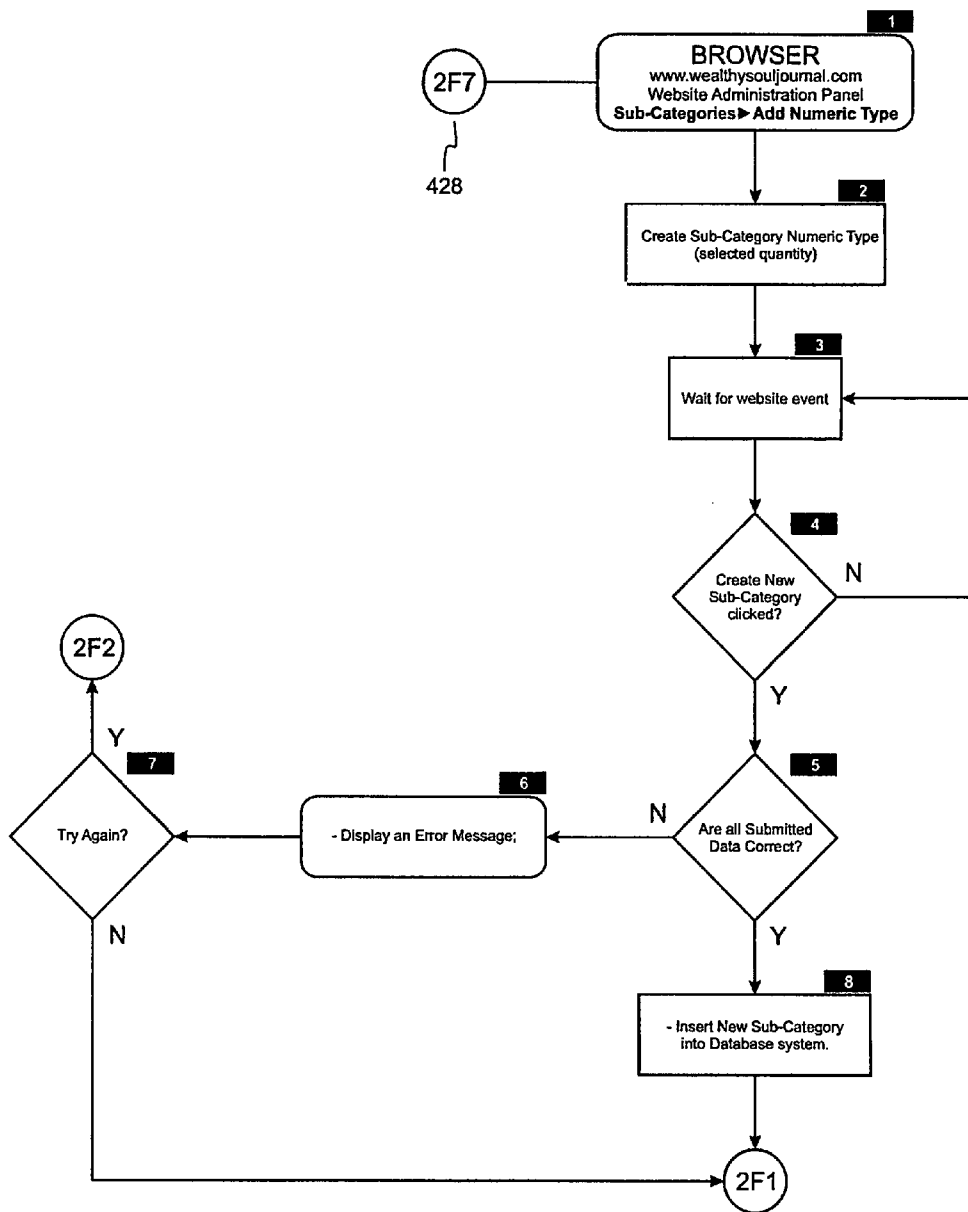 1
BROWSER
www.wealthysouljournal.com
Website Administration Panel
Sub-Categories►Add Numeric Type
2F7
428
2
Create Sub-Category Numeric Type
(selected quantity)
3
Wait for website event
4
Create New
Sub-Category
clicked?
N
Y
2F2
Y
7
Try Again?
N
6
- Display an Error Message;
N
5
Are all Submitted
Data Correct?
Y
8
- Insert New Sub-Category
into Database system.
2F1